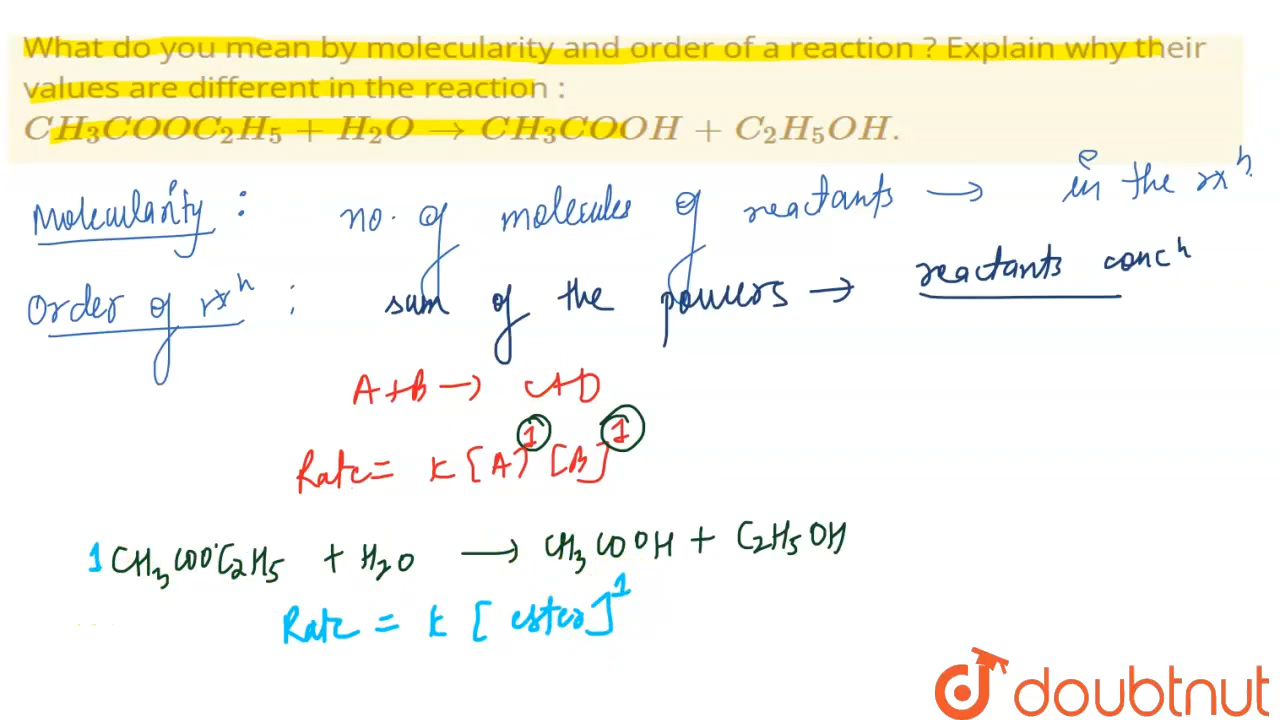 What do you mean by molecularity and order of a reaction ? Explain why their
values are different in the reaction :
CH₃COOC₂H₅ + H₂O → CH₃COOH + C₂H₅OH.
Molecularity : no. of molecules of reactants → in the rxⁿ.
Order of rxⁿ : sum of the powers → reactants concⁿ
A+B → C+D
Rate = k[A]¹[B]¹
1 CH₃COOC₂H₅ + H₂O → CH₃COOH + C₂H₅OH
Rate = k [ester]¹
doubtnut